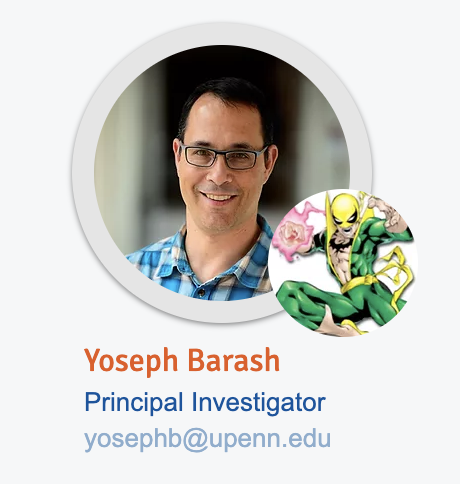 Yoseph Barash
Principal Investigator
yosephb@upenn.edu